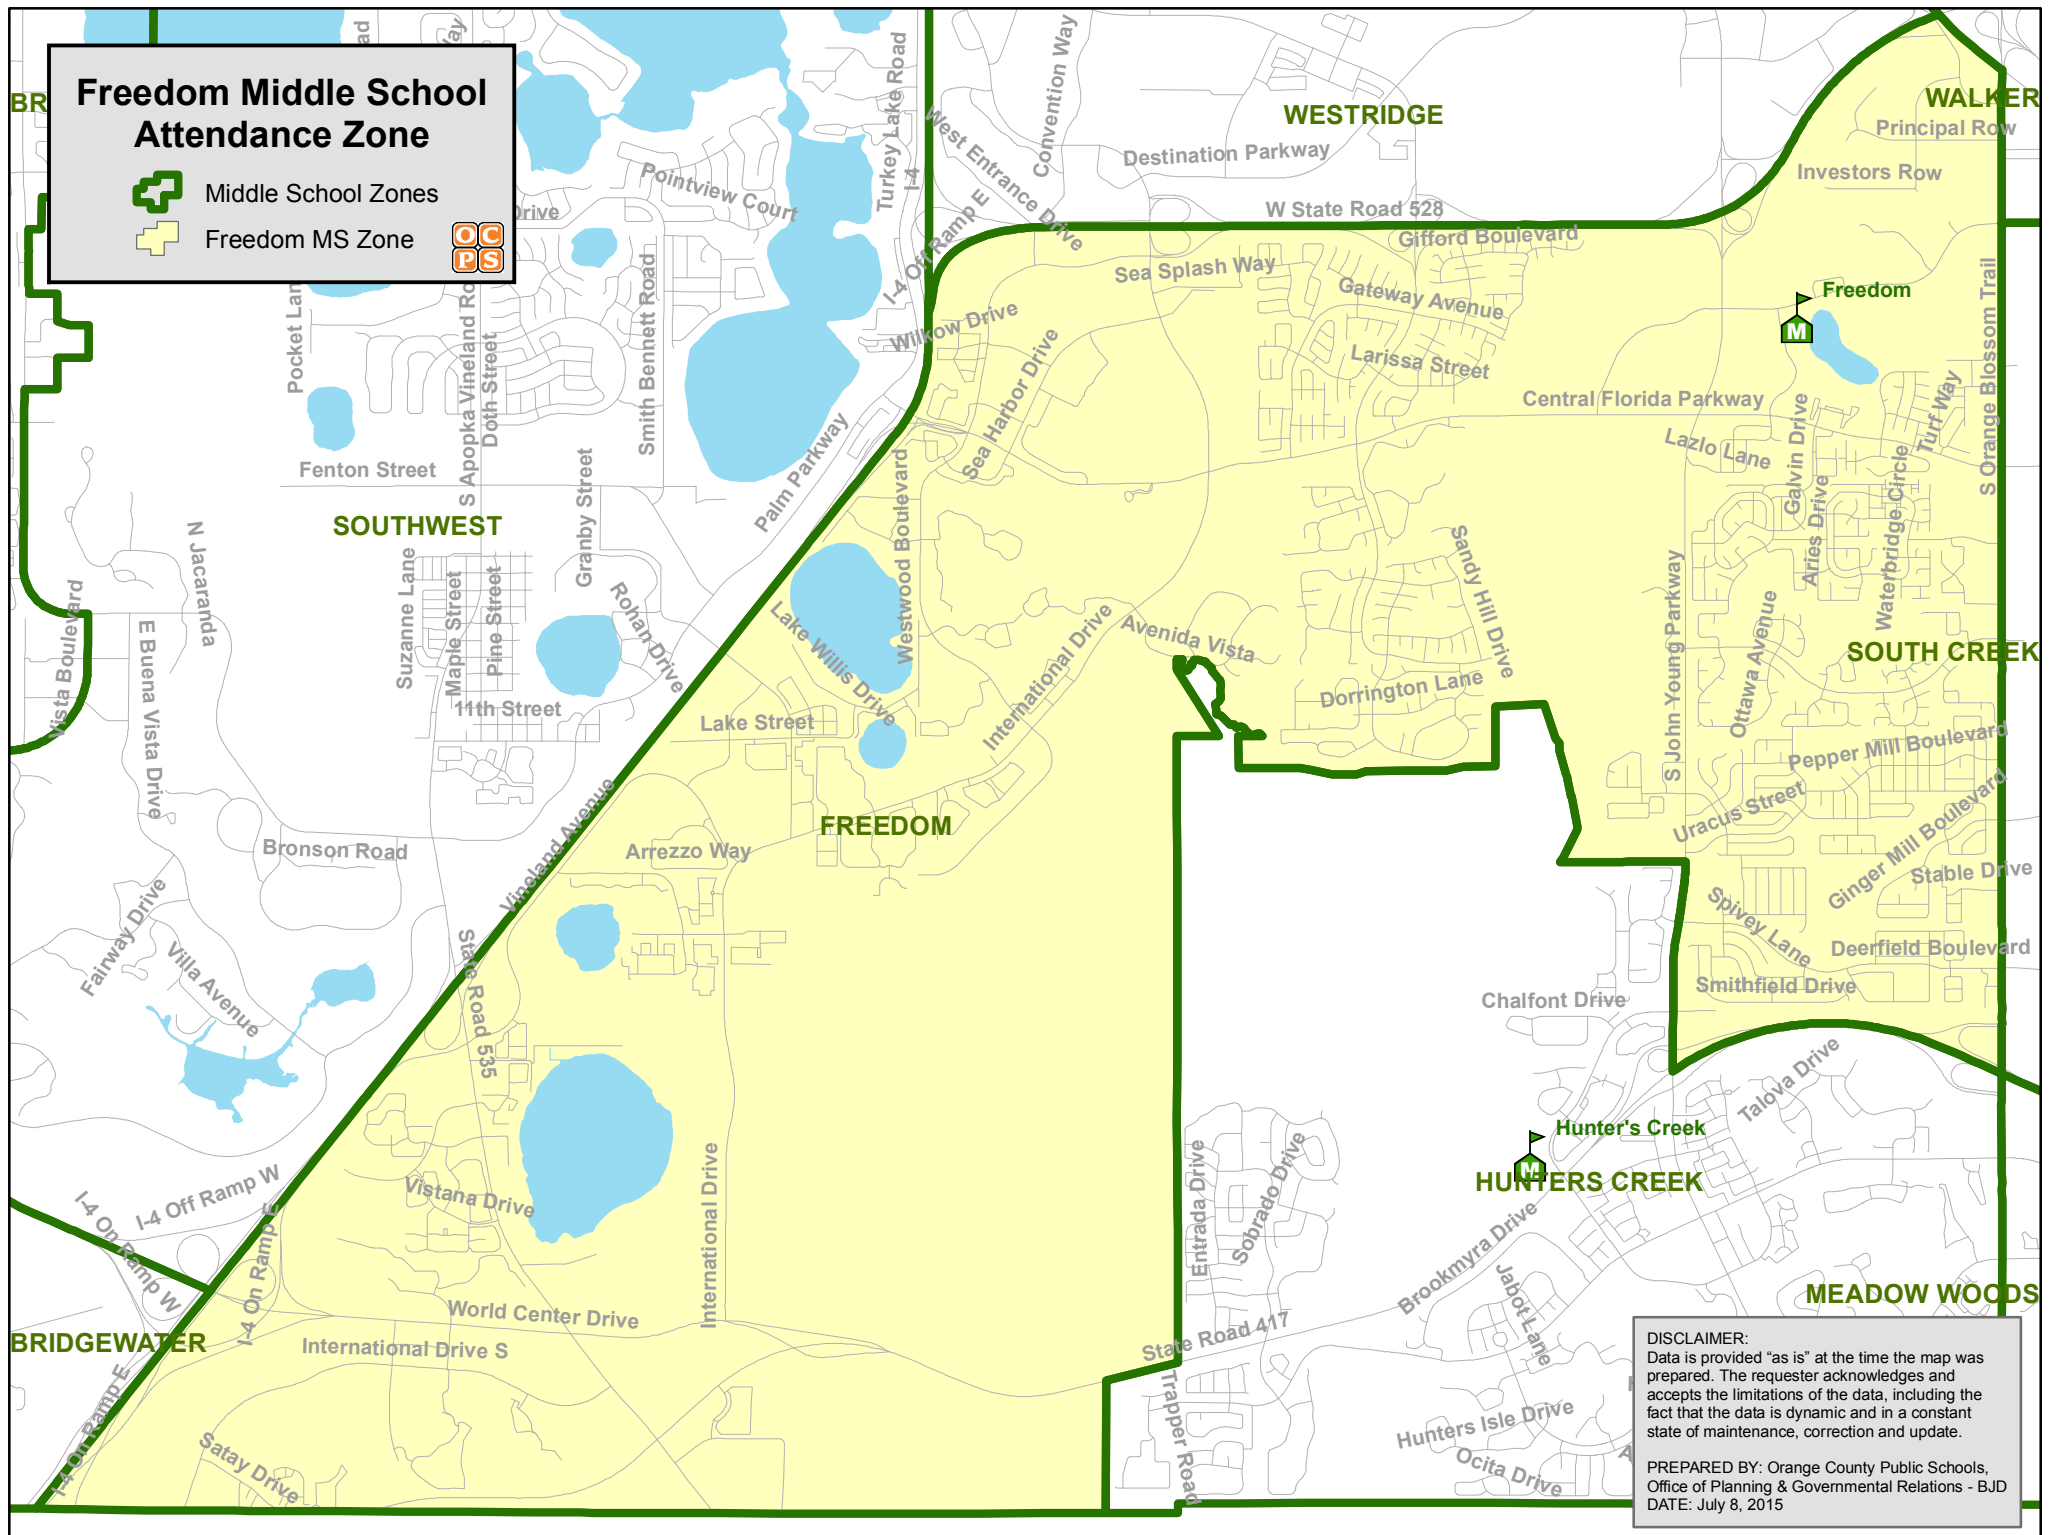 Freedom Middle School
Attendance Zone
Middle School Zones
Freedom MS Zone
O C
P S
BR
ad
ay
Drive
Pointview Court
Turkey Lake Road
I-4
West Entrance Drive
Convention Way
Destination Parkway
WESTRIDGE
WALKER
Principal Row
Investors Row
W State Road 528
Gifford Boulevard
I-4 Off Ramp E
Sea Splash Way
Gateway Avenue
Freedom
M
Wilkow Drive
Larissa Street
Sea Harbor Drive
Central Florida Parkway
S Orange Blossom Trail
Turf Way
Lazlo Lane
Galvin Drive
Aries Drive
Waterbridge Circle
Pocket Lan
S Apopka Vineland Ro
Doth Street
Smith Bennett Road
Fenton Street
Palm Parkway
Westwood Boulevard
SOUTHWEST
Granby Street
N Jacaranda
Suzanne Lane
Maple Street
Pine Street
Rohan Drive
Vista Boulevard
E Buena Vista Drive
11th Street
Lake Willis Drive
Lake Street
International Drive
Avenida Vista
Sandy Hill Drive
Dorrington Lane
S John Young Parkway
Ottawa Avenue
SOUTH CREEK
Pepper Mill Boulevard
Uracus Street
Ginger Mill Boulevard
Stable Drive
Spivey Lane
Deerfield Boulevard
Smithfield Drive
FREEDOM
Arrezzo Way
Vineland Avenue
Bronson Road
Fairway Drive
Villa Avenue
State Road 535
Chalfont Drive
Talova Drive
Hunter's Creek
M
HUNTERS CREEK
Entrada Drive
Sobrado Drive
Brookmyra Drive
Jabot Lane
MEADOW WOODS
I-4 Off Ramp W
I-4 On Ramp W
I-4 On Ramp E
Vistana Drive
International Drive
World Center Drive
International Drive S
BRIDGEWATER
I-4 On Ramp E
Satay Drive
State Road 417
Trapper Road
Hunters Isle Drive
Ocita Drive
DISCLAIMER:
Data is provided “as is” at the time the map was
prepared. The requester acknowledges and
accepts the limitations of the data, including the
fact that the data is dynamic and in a constant
state of maintenance, correction and update.
PREPARED BY: Orange County Public Schools,
Office of Planning & Governmental Relations - BJD
DATE: July 8, 2015